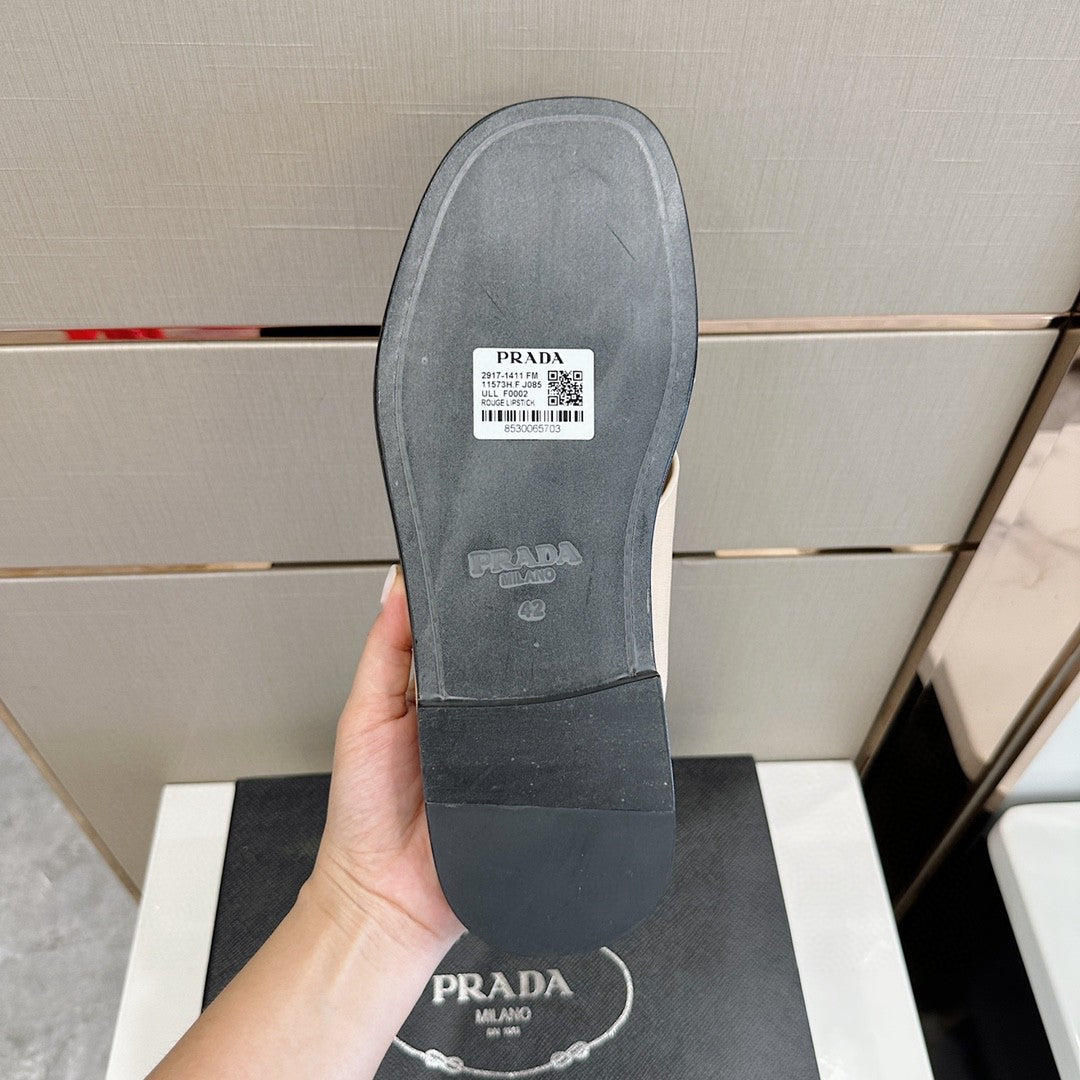 PRADA
2917-1411 FM
11573H.F J085
ULL F0002
ROUGE LIPSTICK
8530065703
PRADA
MILANO
42
PRADA
MILANO